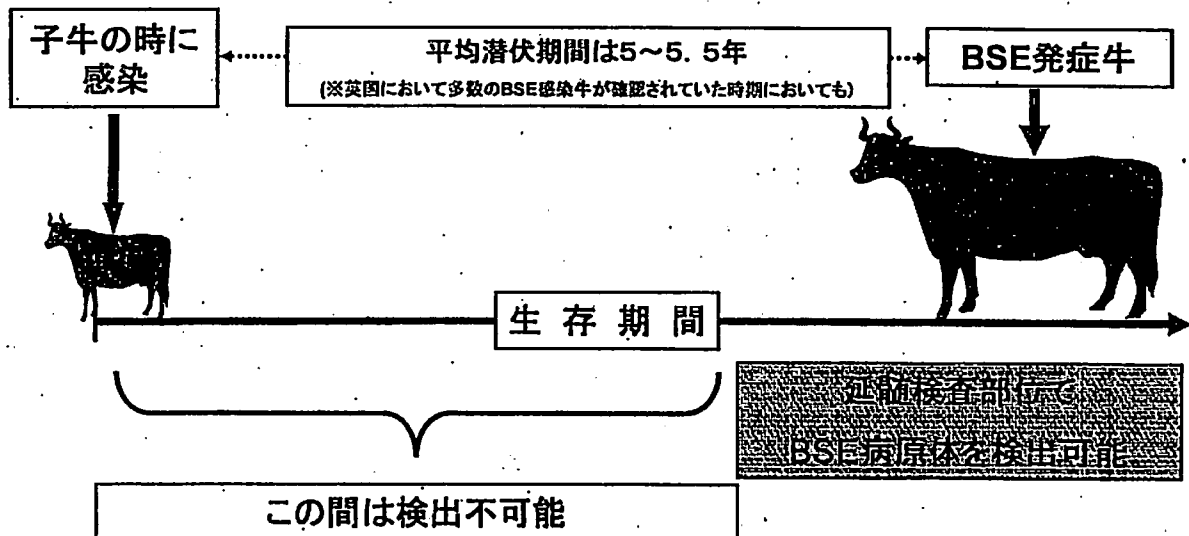 子牛の時に
感染
平均潜伏期間は5～5. 5年
(※英国において多数のBSE感染牛が確認されていた時期においても)
BSE発症牛
生 存 期 間
延髄検査部位で
BSE病原体を検出可能
この間は検出不可能